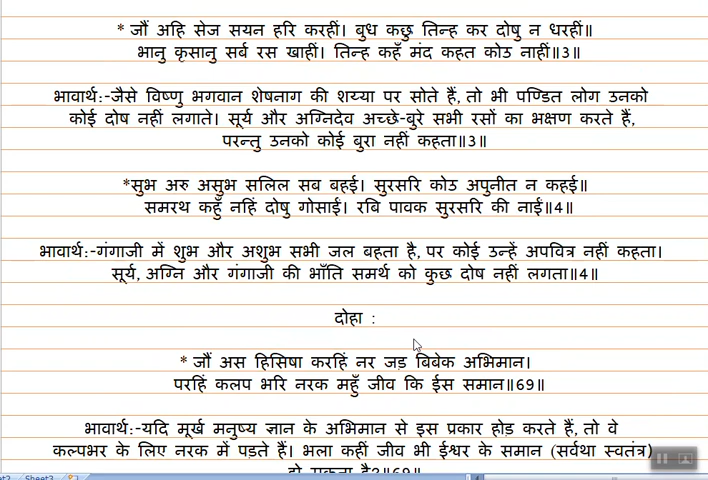 * जौं अहि सेज सयन हरि करहीं। बुध कछु तिन्ह कर दोषु न धरहीं॥
भानु कृसानु सर्ब रस खाहीं। तिन्ह कहँ मंद कहत कोउ नाहीं॥3॥
भावार्थ:-जैसे विष्णु भगवान शेषनाग की शय्या पर सोते हैं, तो भी पण्डित लोग उनको
कोई दोष नहीं लगाते। सूर्य और अग्निदेव अच्छे-बुरे सभी रसों का भक्षण करते हैं,
परन्तु उनको कोई बुरा नहीं कहता॥3॥
*सुभ अरु असुभ सलिल सब बहई। सुरसरि कोउ अपुनीत न कहई॥
समरथ कहुँ नहिं दोषु गोसाईं। रबि पावक सुरसरि की नाईं॥4॥
भावार्थ:-गंगाजी में शुभ और अशुभ सभी जल बहता है, पर कोई उन्हें अपवित्र नहीं कहता।
सूर्य, अग्नि और गंगाजी की भाँति समर्थ को कुछ दोष नहीं लगता॥4॥
दोहा :
* जौं अस हिसिषा करहिं नर जड़ बिबेक अभिमान।
परहिं कलप भरि नरक महुँ जीव कि ईस समान॥69॥
भावार्थ:-यदि मूर्ख मनुष्य ज्ञान के अभिमान से इस प्रकार होड़ करते हैं, तो वे
कल्पभर के लिए नरक में पड़ते हैं। भला कहीं जीव भी ईश्वर के समान (सर्वथा स्वतंत्र)
हो सकता है?॥69॥
Sheet3